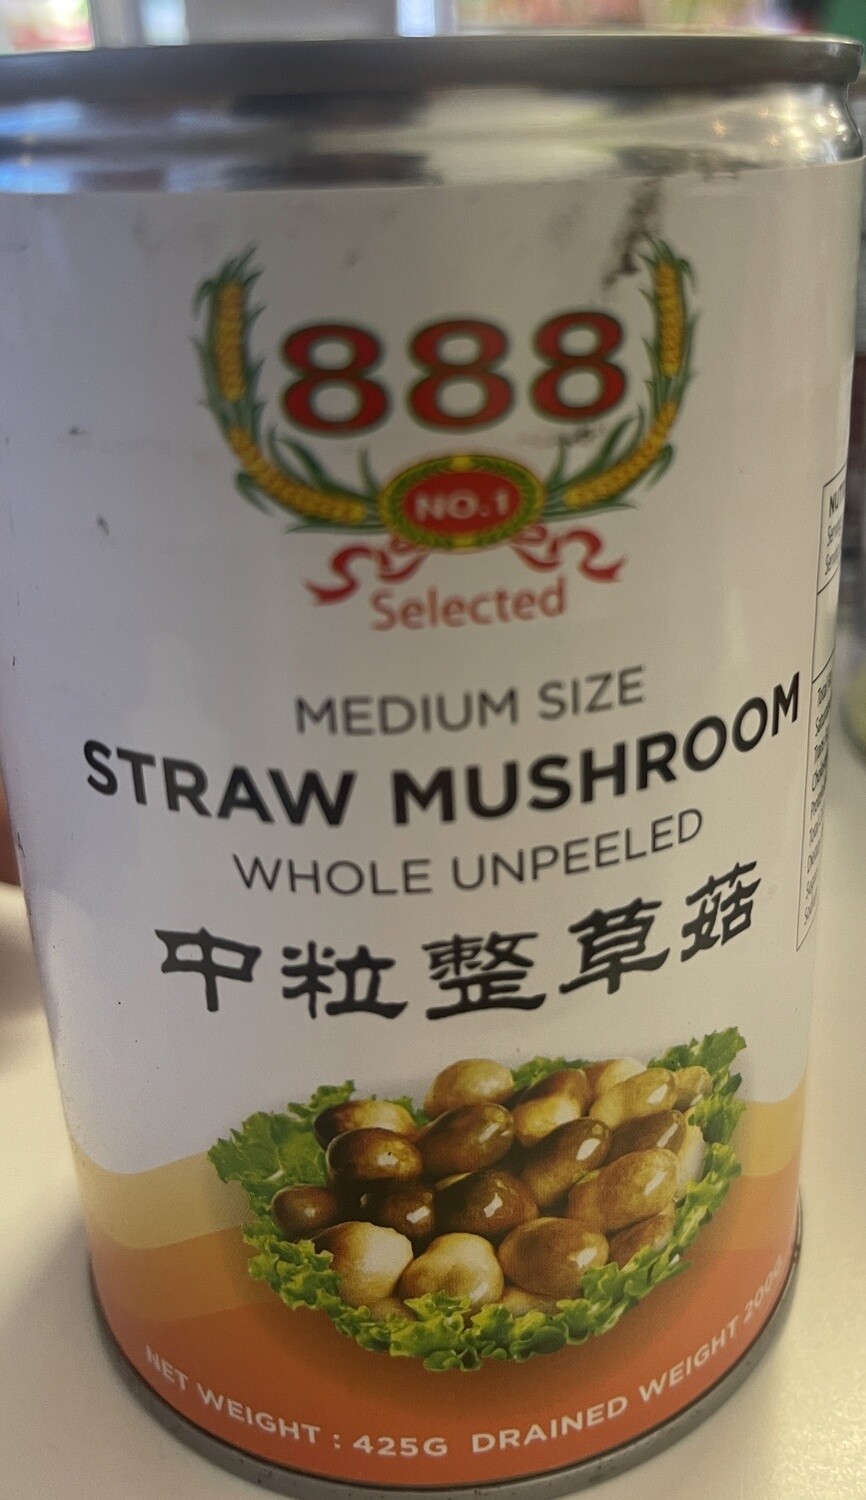 888
NO.1
Selected
MEDIUM SIZE
STRAW MUSHROOM
WHOLE UNPEELED
中粒整草菇
NET WEIGHT : 425G DRAINED WEIGHT 200G